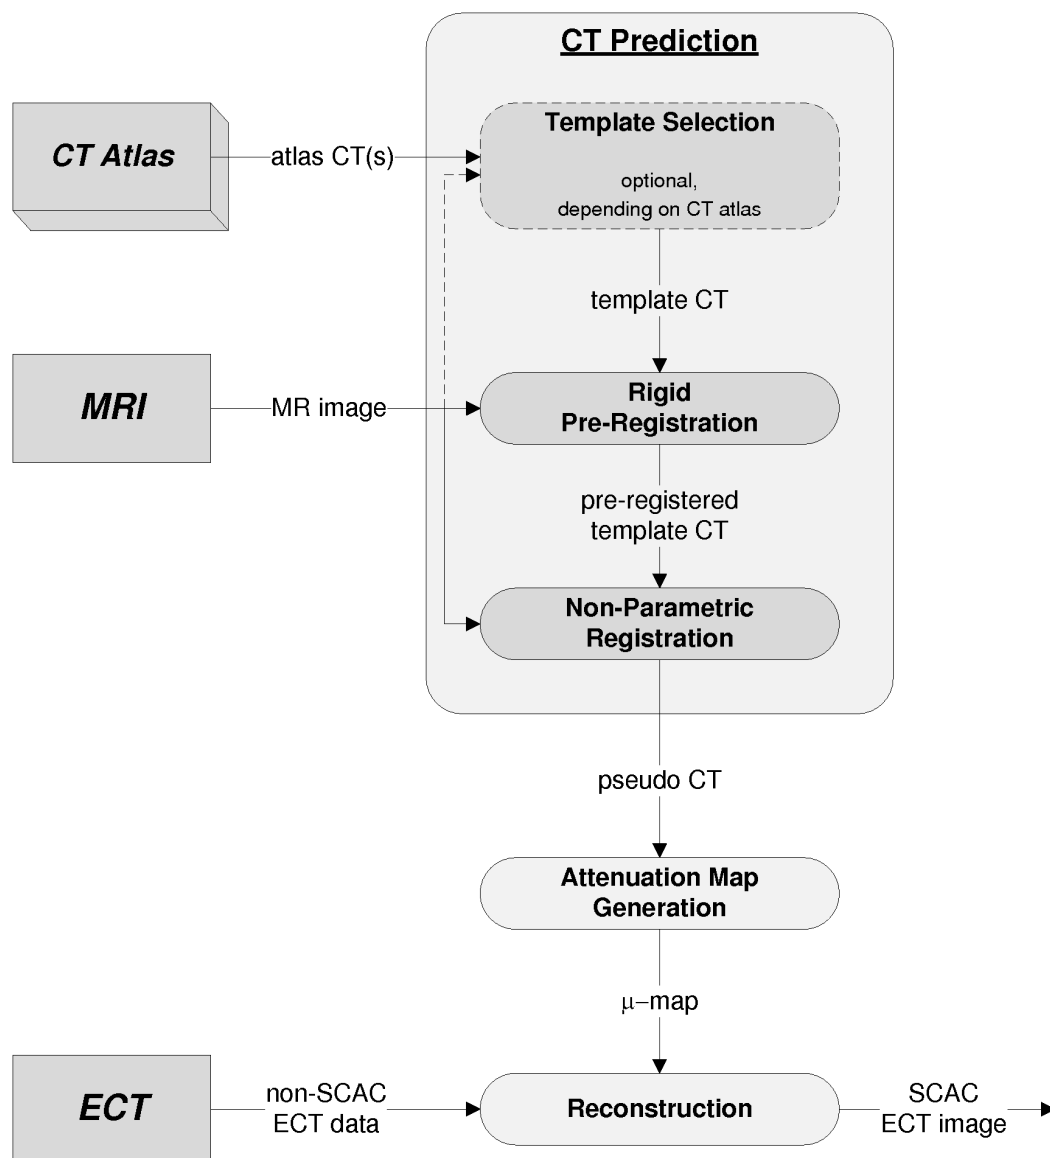 CT Prediction
CT Atlas
atlas CT(s)
Template Selection
optional,
depending on CT atlas
template CT
MRI
MR image
Rigid
Pre-Registration
pre-registered
template CT
Non-Parametric
Registration
pseudo CT
Attenuation Map
Generation
μ−map
ECT
non-SCAC
ECT data
Reconstruction
SCAC
ECT image